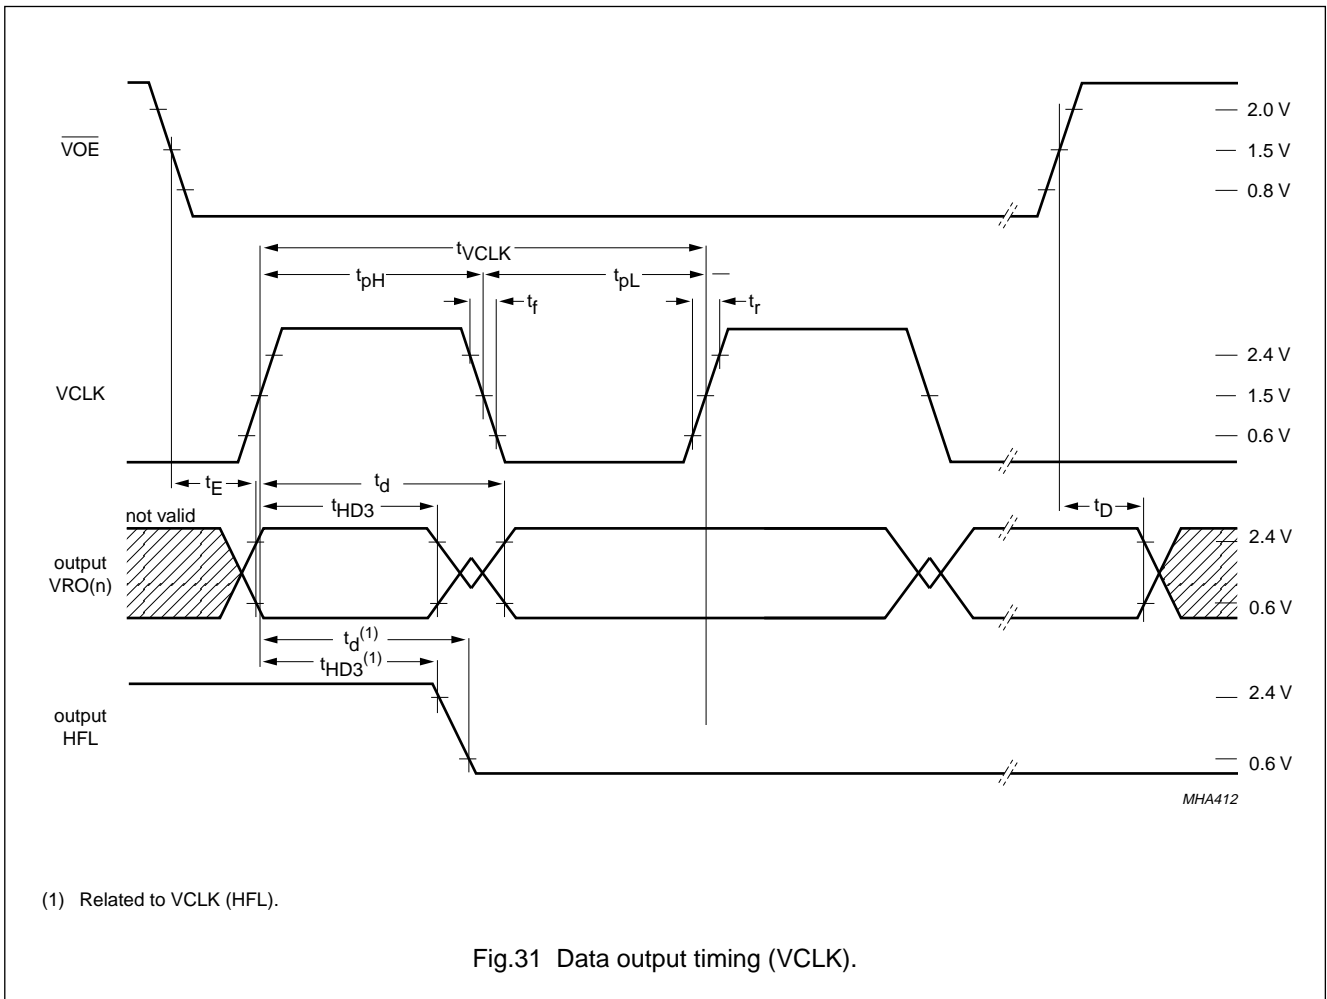 2.0 V
VOE
1.5 V
0.8 V
tVCLK
tpH
tpL
tf
tr
2.4 V
VCLK
1.5 V
0.6 V
tE
td
tHD3
tD
not valid
output
VRO(n)
2.4 V
0.6 V
td(1)
tHD3(1)
output
HFL
2.4 V
0.6 V
MHA412
(1) Related to VCLK (HFL).
Fig.31 Data output timing (VCLK).